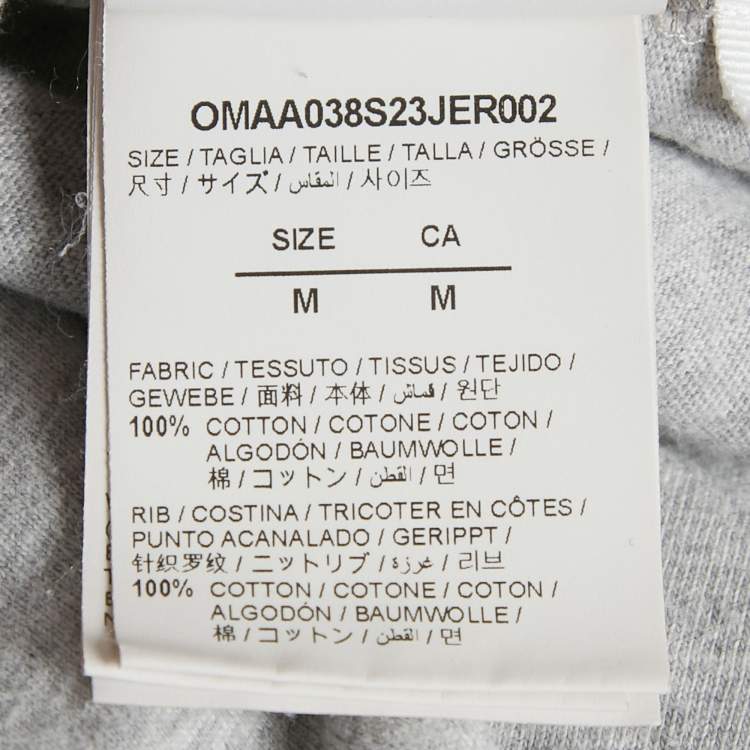 OMAA038S23JER002
SIZE / TAGLIA / TAILLE / TALLA / GRÖSSE /
尺寸 / サイズ / المقاس / 사이즈
SIZE CA
M M
FABRIC / TESSUTO / TISSUS / TEJIDO /
GEWEBE / 面料 / 本体 / قماش / 원단
100% COTTON / COTONE / COTON /
ALGODÓN / BAUMWOLLE /
棉 / コットン / القطن / 면
RIB / COSTINA / TRICOTER EN CÔTES /
PUNTO ACANALADO / GERIPPT /
针织罗纹 / ニットリブ / غرزة / 리브
100% COTTON / COTONE / COTON /
ALGODÓN / BAUMWOLLE /
棉 / コットン / القطن / 면